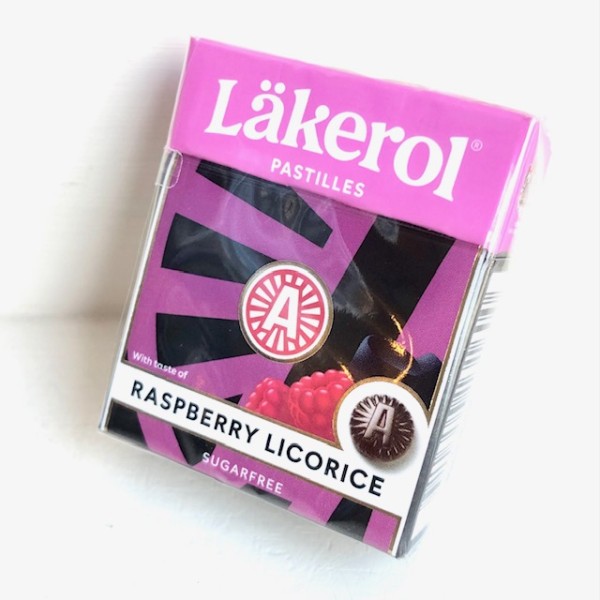 Läkerol®
PASTILLES
A
With taste of
RASPBERRY LICORICE
A
SUGARFREE